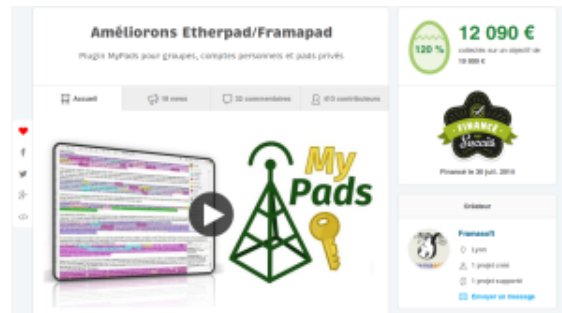 Améliorons Etherpad/Framapad
Plugin MyPads pour groupes, comptes personnels et pads privés
Accueil
18 news
32 commentaires
613 contributeurs
My
Pads
120 %
12 090 €
collectés sur un objectif de
10 000 €
FINANCÉ
Succès
Financé le 30 juil. 2014
Créateur
Framasoft
Lyon
1 projet créé
1 projet supporté
Envoyer un message